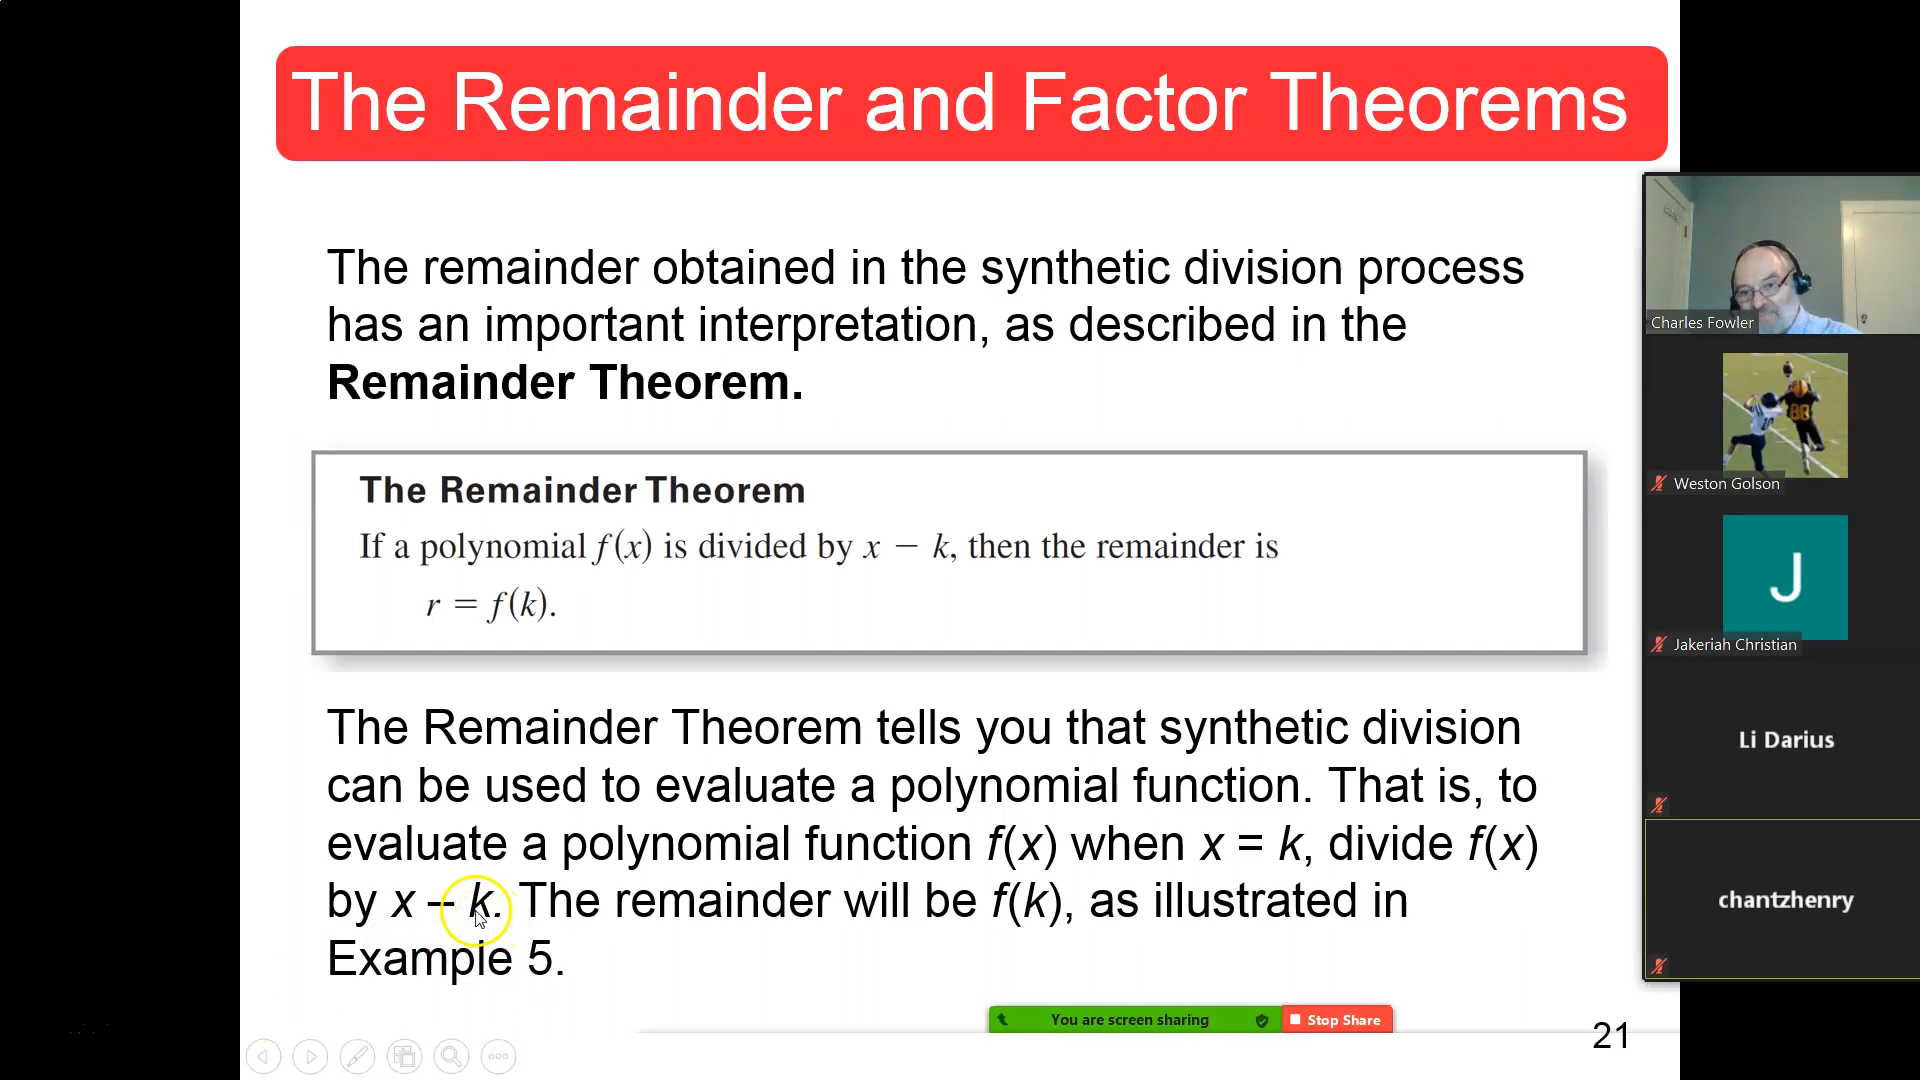 The Remainder and Factor Theorems
The remainder obtained in the synthetic division process
has an important interpretation, as described in the
Remainder Theorem.
The Remainder Theorem
If a polynomial f(x) is divided by x − k, then the remainder is
r = f(k).
The Remainder Theorem tells you that synthetic division
can be used to evaluate a polynomial function. That is, to
evaluate a polynomial function f(x) when x = k, divide f(x)
by x – k. The remainder will be f(k), as illustrated in
Example 5.
You are screen sharing
Stop Share
21
Charles Fowler
88
Weston Golson
J
Jakeriah Christian
Li Darius
chantzhenry